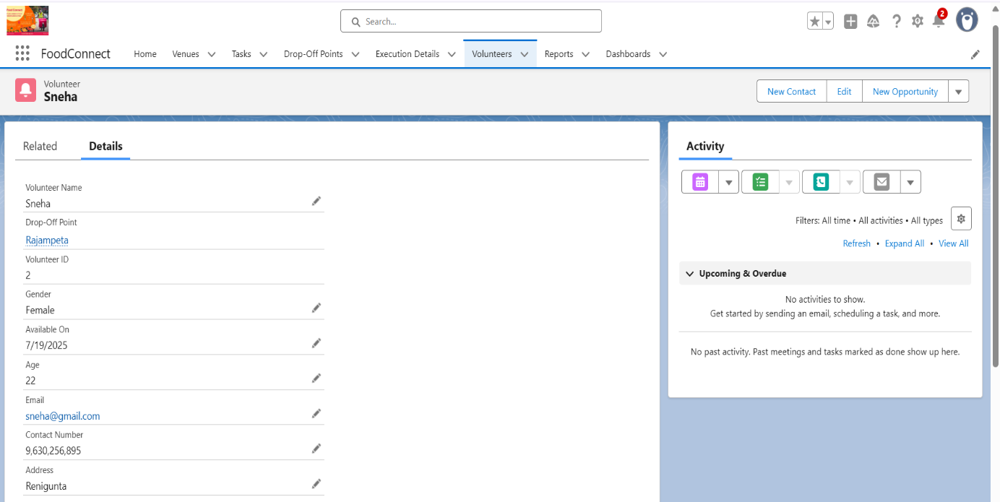 Food Connect
Search...
2
FoodConnect
Home
Venues
Tasks
Drop-Off Points
Execution Details
Volunteers
Reports
Dashboards
Volunteer
Sneha
New Contact
Edit
New Opportunity
Related
Details
Volunteer Name
Sneha
Drop-Off Point
Rajampeta
Volunteer ID
2
Gender
Female
Available On
7/19/2025
Age
22
Email
sneha@gmail.com
Contact Number
9,630,256,895
Address
Renigunta
Activity
Filters: All time • All activities • All types
Refresh • Expand All • View All
Upcoming & Overdue
No activities to show.
Get started by sending an email, scheduling a task, and more.
No past activity. Past meetings and tasks marked as done show up here.